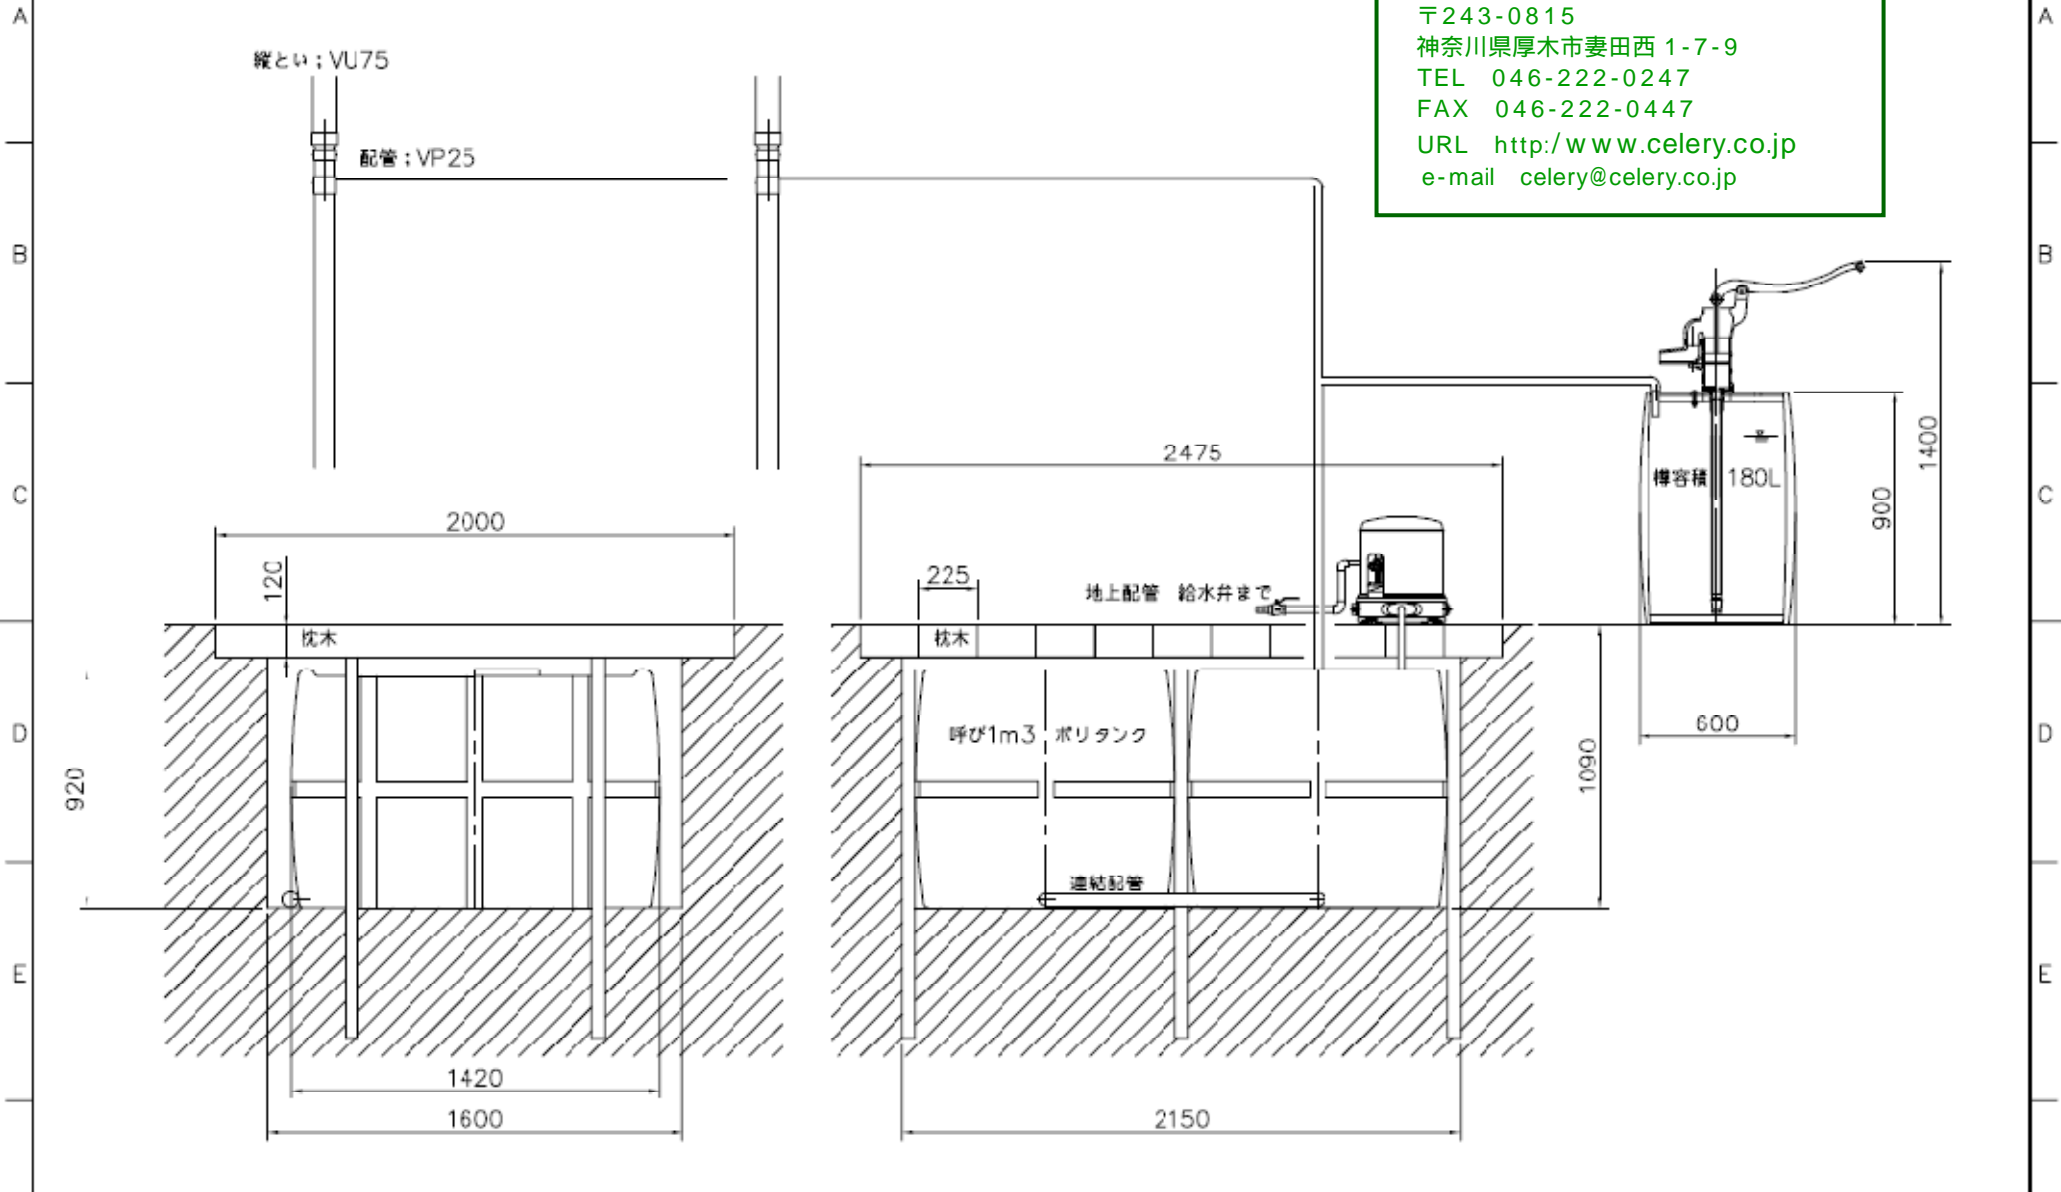 A
A
〒243-0815
神奈川県厚木市妻田西 1-7-9
TEL 046-222-0247
FAX 046-222-0447
URL http:/www.celery.co.jp
e-mail celery@celery.co.jp
縦とい；VU75
配管；VP25
B
B
C
C
2475
2000
120
225
地上配管 給水弁まで
樽容積 180L
900
1400
枕木
枕木
600
D
D
920
呼び1m3 ポリタンク
1090
連結配管
E
E
1420
1600
2150